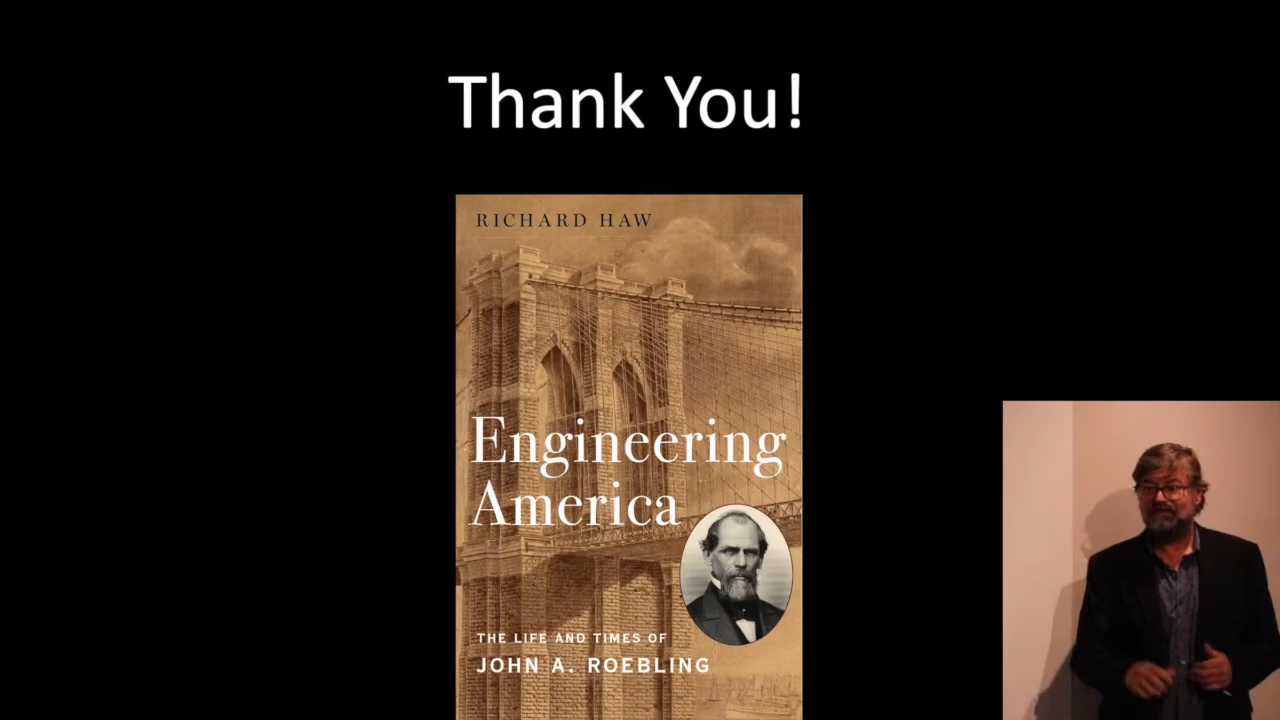 Thank You!
RICHARD HAW
Engineering
America
THE LIFE AND TIMES OF
JOHN A. ROEBLING